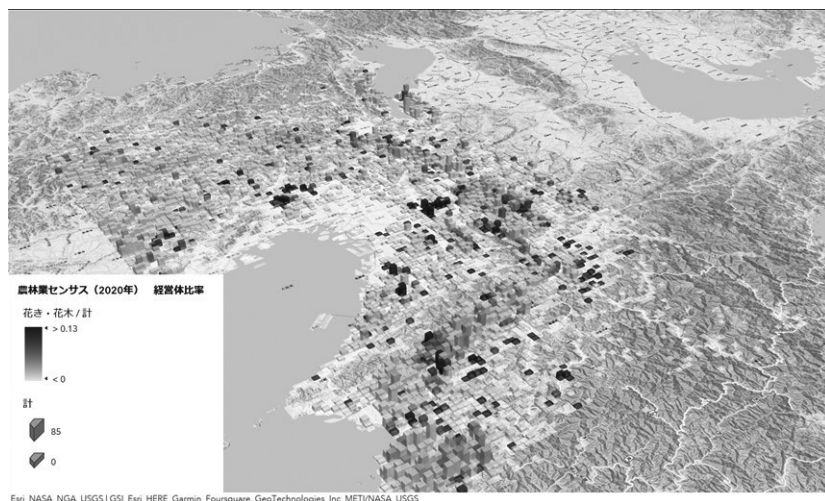 農林業センサス（2020年）　経営体比率
花き・花木 / 計
> 0.13
< 0
計
85
0
Esri, NASA, NGA, USGS | GSI, Esri, HERE, Garmin, Foursquare, GeoTechnologies, Inc, METI/NASA, USGS